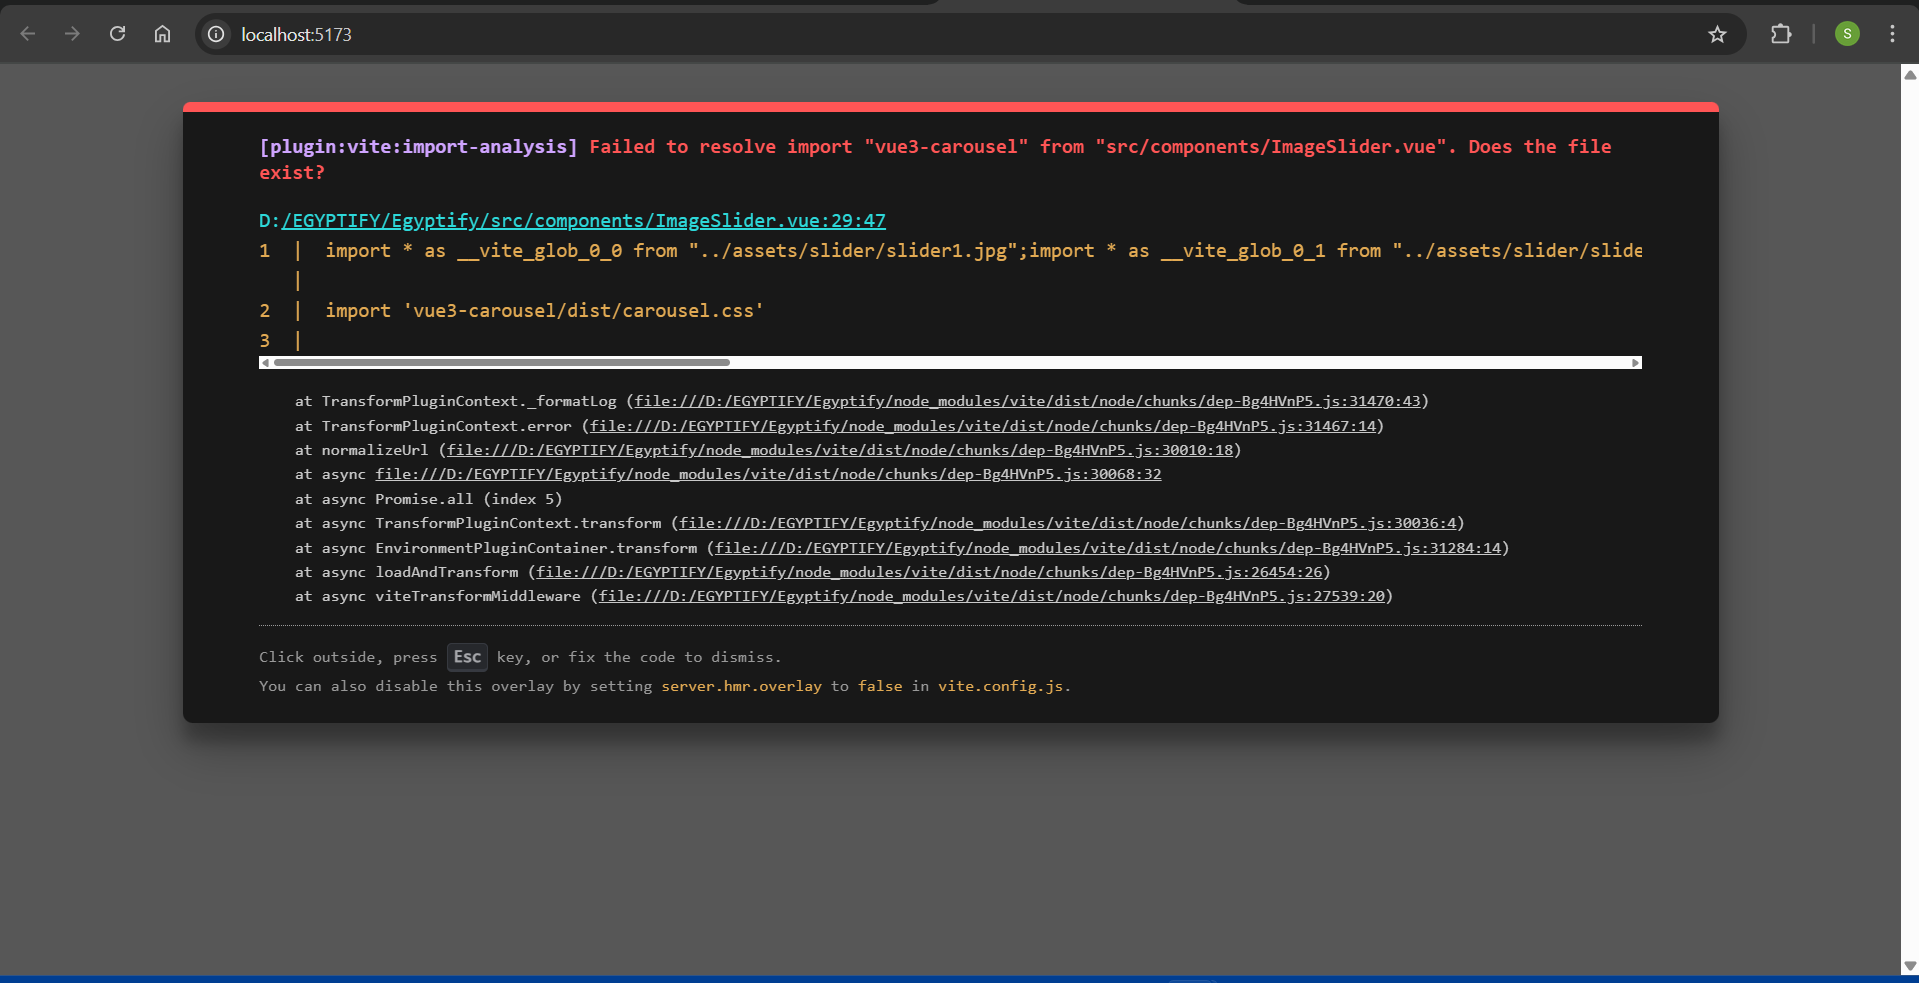 localhost:5173
S
[plugin:vite:import-analysis] Failed to resolve import "vue3-carousel" from "src/components/ImageSlider.vue". Does the file
exist?
D:/EGYPTIFY/Egyptify/src/components/ImageSlider.vue:29:47
1  |  import * as __vite_glob_0_0 from "../assets/slider/slider1.jpg";import * as __vite_glob_0_1 from "../assets/slider/slide
   |
2  |  import 'vue3-carousel/dist/carousel.css'
3  |
at TransformPluginContext._formatLog (file:///D:/EGYPTIFY/Egyptify/node_modules/vite/dist/node/chunks/dep-Bg4HVnP5.js:31470:43)
at TransformPluginContext.error (file:///D:/EGYPTIFY/Egyptify/node_modules/vite/dist/node/chunks/dep-Bg4HVnP5.js:31467:14)
at normalizeUrl (file:///D:/EGYPTIFY/Egyptify/node_modules/vite/dist/node/chunks/dep-Bg4HVnP5.js:30010:18)
at async file:///D:/EGYPTIFY/Egyptify/node_modules/vite/dist/node/chunks/dep-Bg4HVnP5.js:30068:32
at async Promise.all (index 5)
at async TransformPluginContext.transform (file:///D:/EGYPTIFY/Egyptify/node_modules/vite/dist/node/chunks/dep-Bg4HVnP5.js:30036:4)
at async EnvironmentPluginContainer.transform (file:///D:/EGYPTIFY/Egyptify/node_modules/vite/dist/node/chunks/dep-Bg4HVnP5.js:31284:14)
at async loadAndTransform (file:///D:/EGYPTIFY/Egyptify/node_modules/vite/dist/node/chunks/dep-Bg4HVnP5.js:26454:26)
at async viteTransformMiddleware (file:///D:/EGYPTIFY/Egyptify/node_modules/vite/dist/node/chunks/dep-Bg4HVnP5.js:27539:20)
Click outside, press Esc key, or fix the code to dismiss.
You can also disable this overlay by setting server.hmr.overlay to false in vite.config.js.